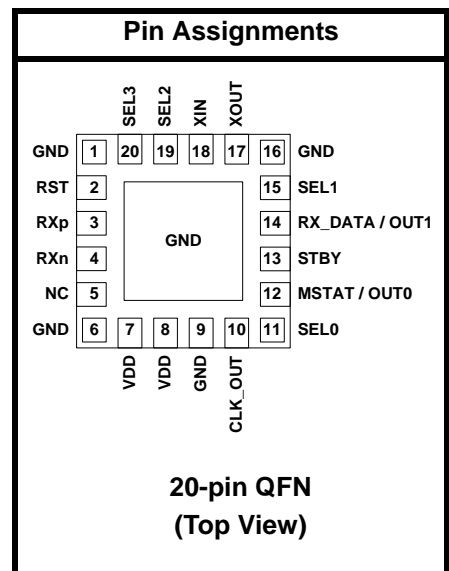 Pin Assignments
SEL3
SEL2
XIN
XOUT
GND 1 20 19 18 17 16 GND
RST 2 15 SEL1
RXp 3 14 RX_DATA / OUT1
GND
RXn 4 13 STBY
NC 5 12 MSTAT / OUT0
GND 6 7 8 9 10 11 SEL0
VDD
VDD
GND
CLK_OUT
20-pin QFN
(Top View)